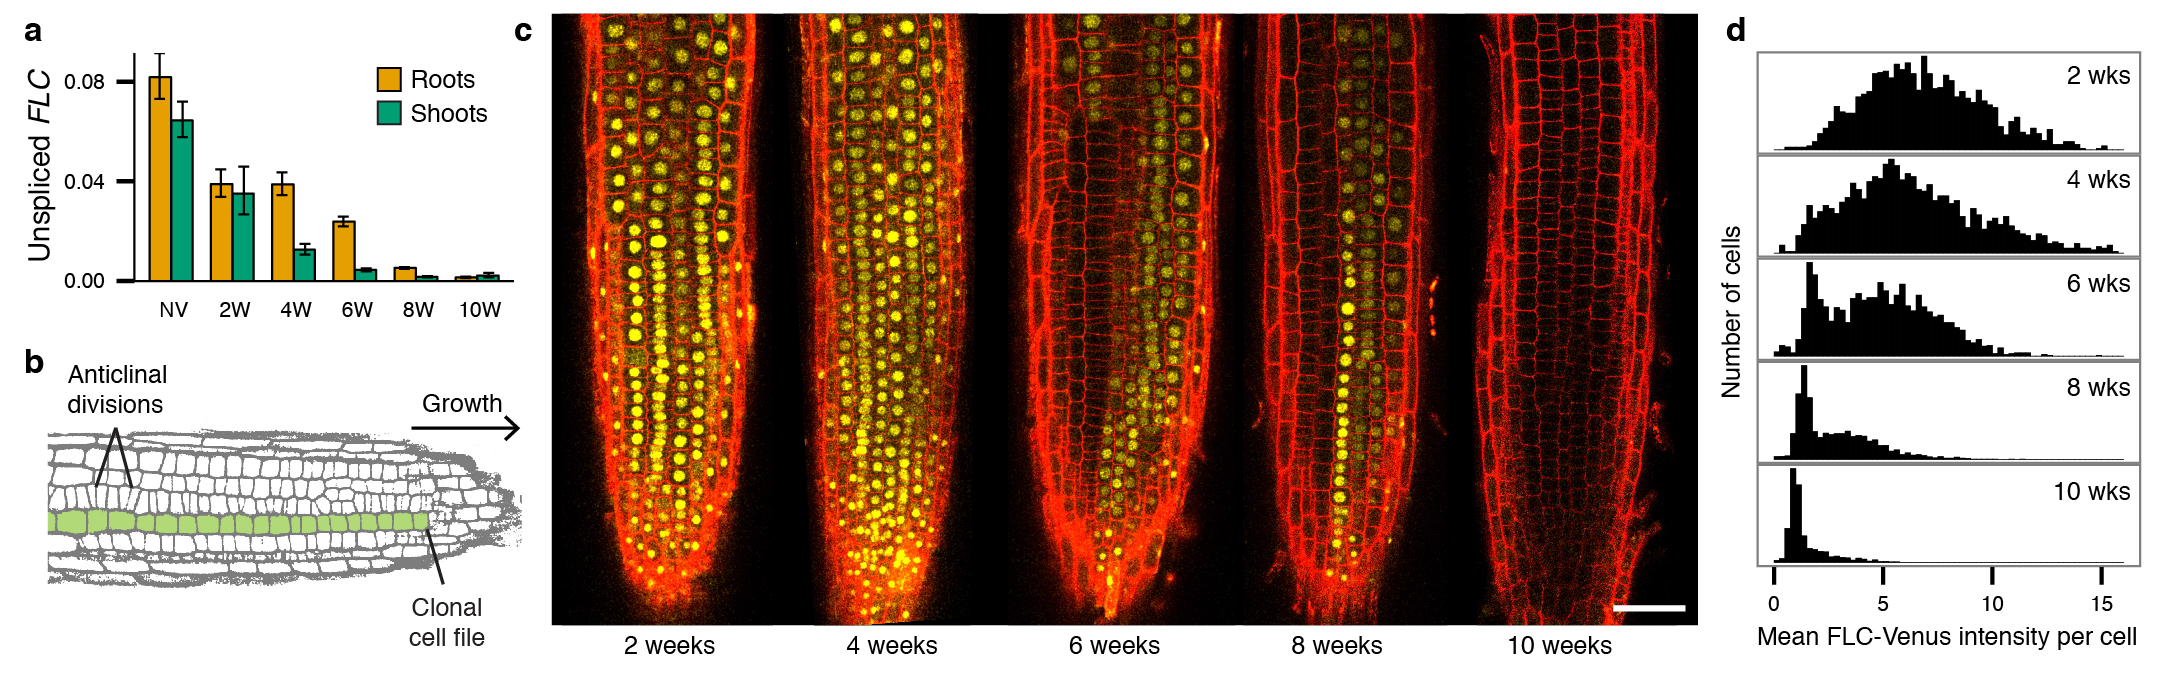 a
Unspliced FLC
0.08
0.04
0.00
Roots
Shoots
NV 2W 4W 6W 8W 10W
b
Anticlinal
divisions
Growth
Clonal
cell file
c
2 weeks 4 weeks 6 weeks 8 weeks 10 weeks
d
Number of cells
2 wks
4 wks
6 wks
8 wks
10 wks
0 5 10 15
Mean FLC-Venus intensity per cell